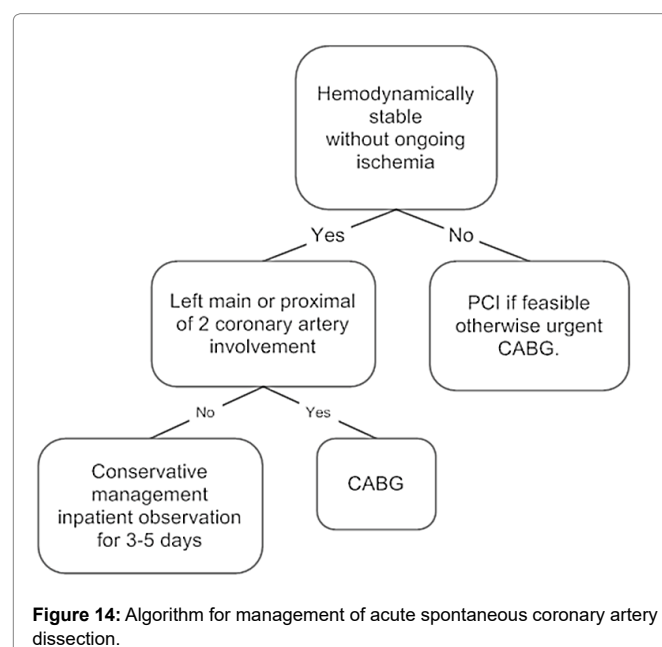 Hemodynamically
stable
without ongoing
ischemia
Yes
No
Left main or proximal
of 2 coronary artery
involvement
PCI if feasible
otherwise urgent
CABG.
No
Yes
Conservative
management
inpatient observation
for 3-5 days
CABG
Figure 14: Algorithm for management of acute spontaneous coronary artery
dissection.